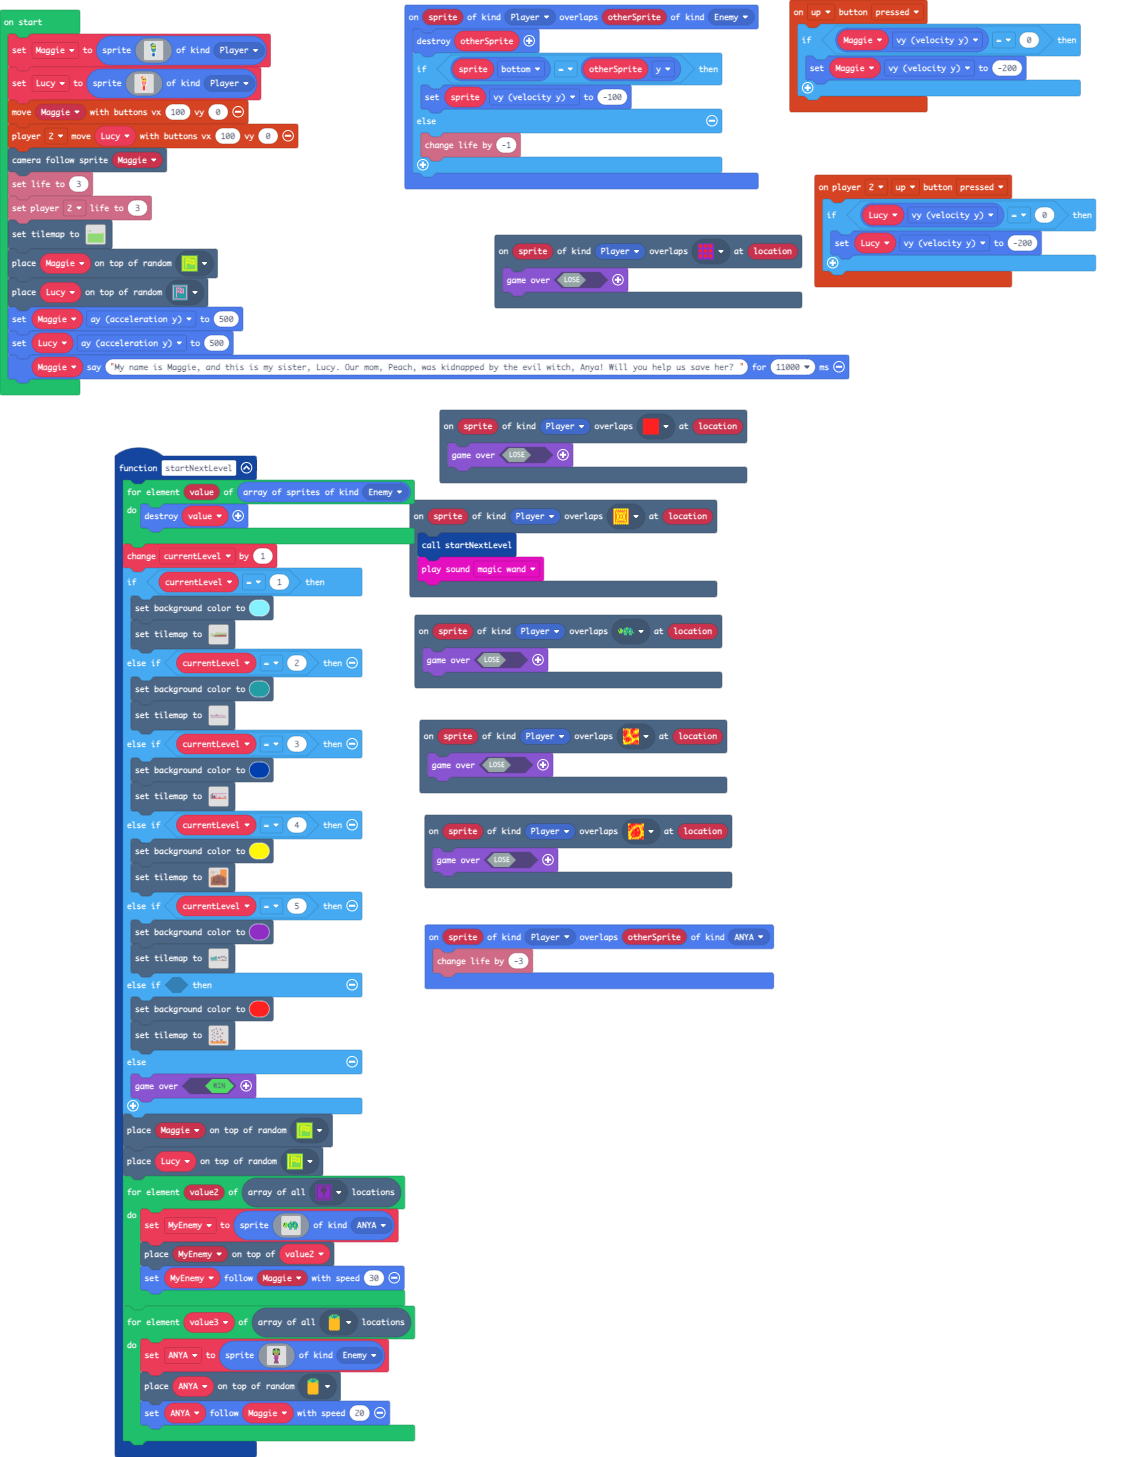 on start
set Maggie to sprite of kind Player
set Lucy to sprite of kind Player
move Maggie with buttons vx 100 vy 0
player 2 move Lucy with buttons vx 100 vy 0
camera follow sprite Maggie
set life to 3
set player 2 life to 3
set tilemap to
place Maggie on top of random
place Lucy on top of random
set Maggie ay (acceleration y) to 500
set Lucy ay (acceleration y) to 500
Maggie say "My name is Maggie, and this is my sister, Lucy. Our mom, Peach, was kidnapped by the evil witch, Anya! Will you help us save her? " for 11000 ms
on sprite of kind Player overlaps otherSprite of kind Enemy
destroy otherSprite
if sprite bottom = otherSprite y then
set sprite vy (velocity y) to -100
else
change life by -1
on up button pressed
if Maggie vy (velocity y) = 0 then
set Maggie vy (velocity y) to -200
on player 2 up button pressed
if Lucy vy (velocity y) = 0 then
set Lucy vy (velocity y) to -200
on sprite of kind Player overlaps at location
game over LOSE
on sprite of kind Player overlaps at location
game over LOSE
on sprite of kind Player overlaps at location
call startNextLevel
play sound magic wand
on sprite of kind Player overlaps at location
game over LOSE
on sprite of kind Player overlaps at location
game over LOSE
on sprite of kind Player overlaps at location
game over LOSE
on sprite of kind Player overlaps otherSprite of kind ANYA
change life by -3
function startNextLevel
for element value of array of sprites of kind Enemy
do destroy value
change currentLevel by 1
if currentLevel = 1 then
set background color to
set tilemap to
else if currentLevel = 2 then
set background color to
set tilemap to
else if currentLevel = 3 then
set background color to
set tilemap to
else if currentLevel = 4 then
set background color to
set tilemap to
else if currentLevel = 5 then
set background color to
set tilemap to
else if then
set background color to
set tilemap to
else
game over WIN
place Maggie on top of random
place Lucy on top of random
for element value2 of array of all locations
do
set MyEnemy to sprite of kind ANYA
place MyEnemy on top of value2
set MyEnemy follow Maggie with speed 30
for element value3 of array of all locations
do
set ANYA to sprite of kind Enemy
place ANYA on top of random
set ANYA follow Maggie with speed 20